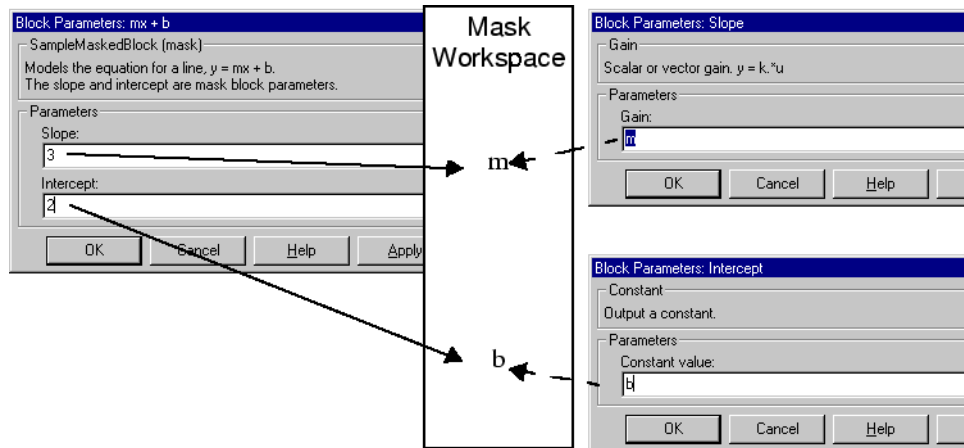 Block Parameters: mx + b
SampleMaskedBlock (mask)
Models the equation for a line, y = mx + b.
The slope and intercept are mask block parameters.
Parameters
Slope:
3
Intercept:
2
OK Cancel Help Apply
Mask
Workspace
m
b
Block Parameters: Slope
Gain
Scalar or vector gain. y = k.*u
Parameters
Gain:
m
OK Cancel Help
Block Parameters: Intercept
Constant
Output a constant.
Parameters
Constant value:
b
OK Cancel Help